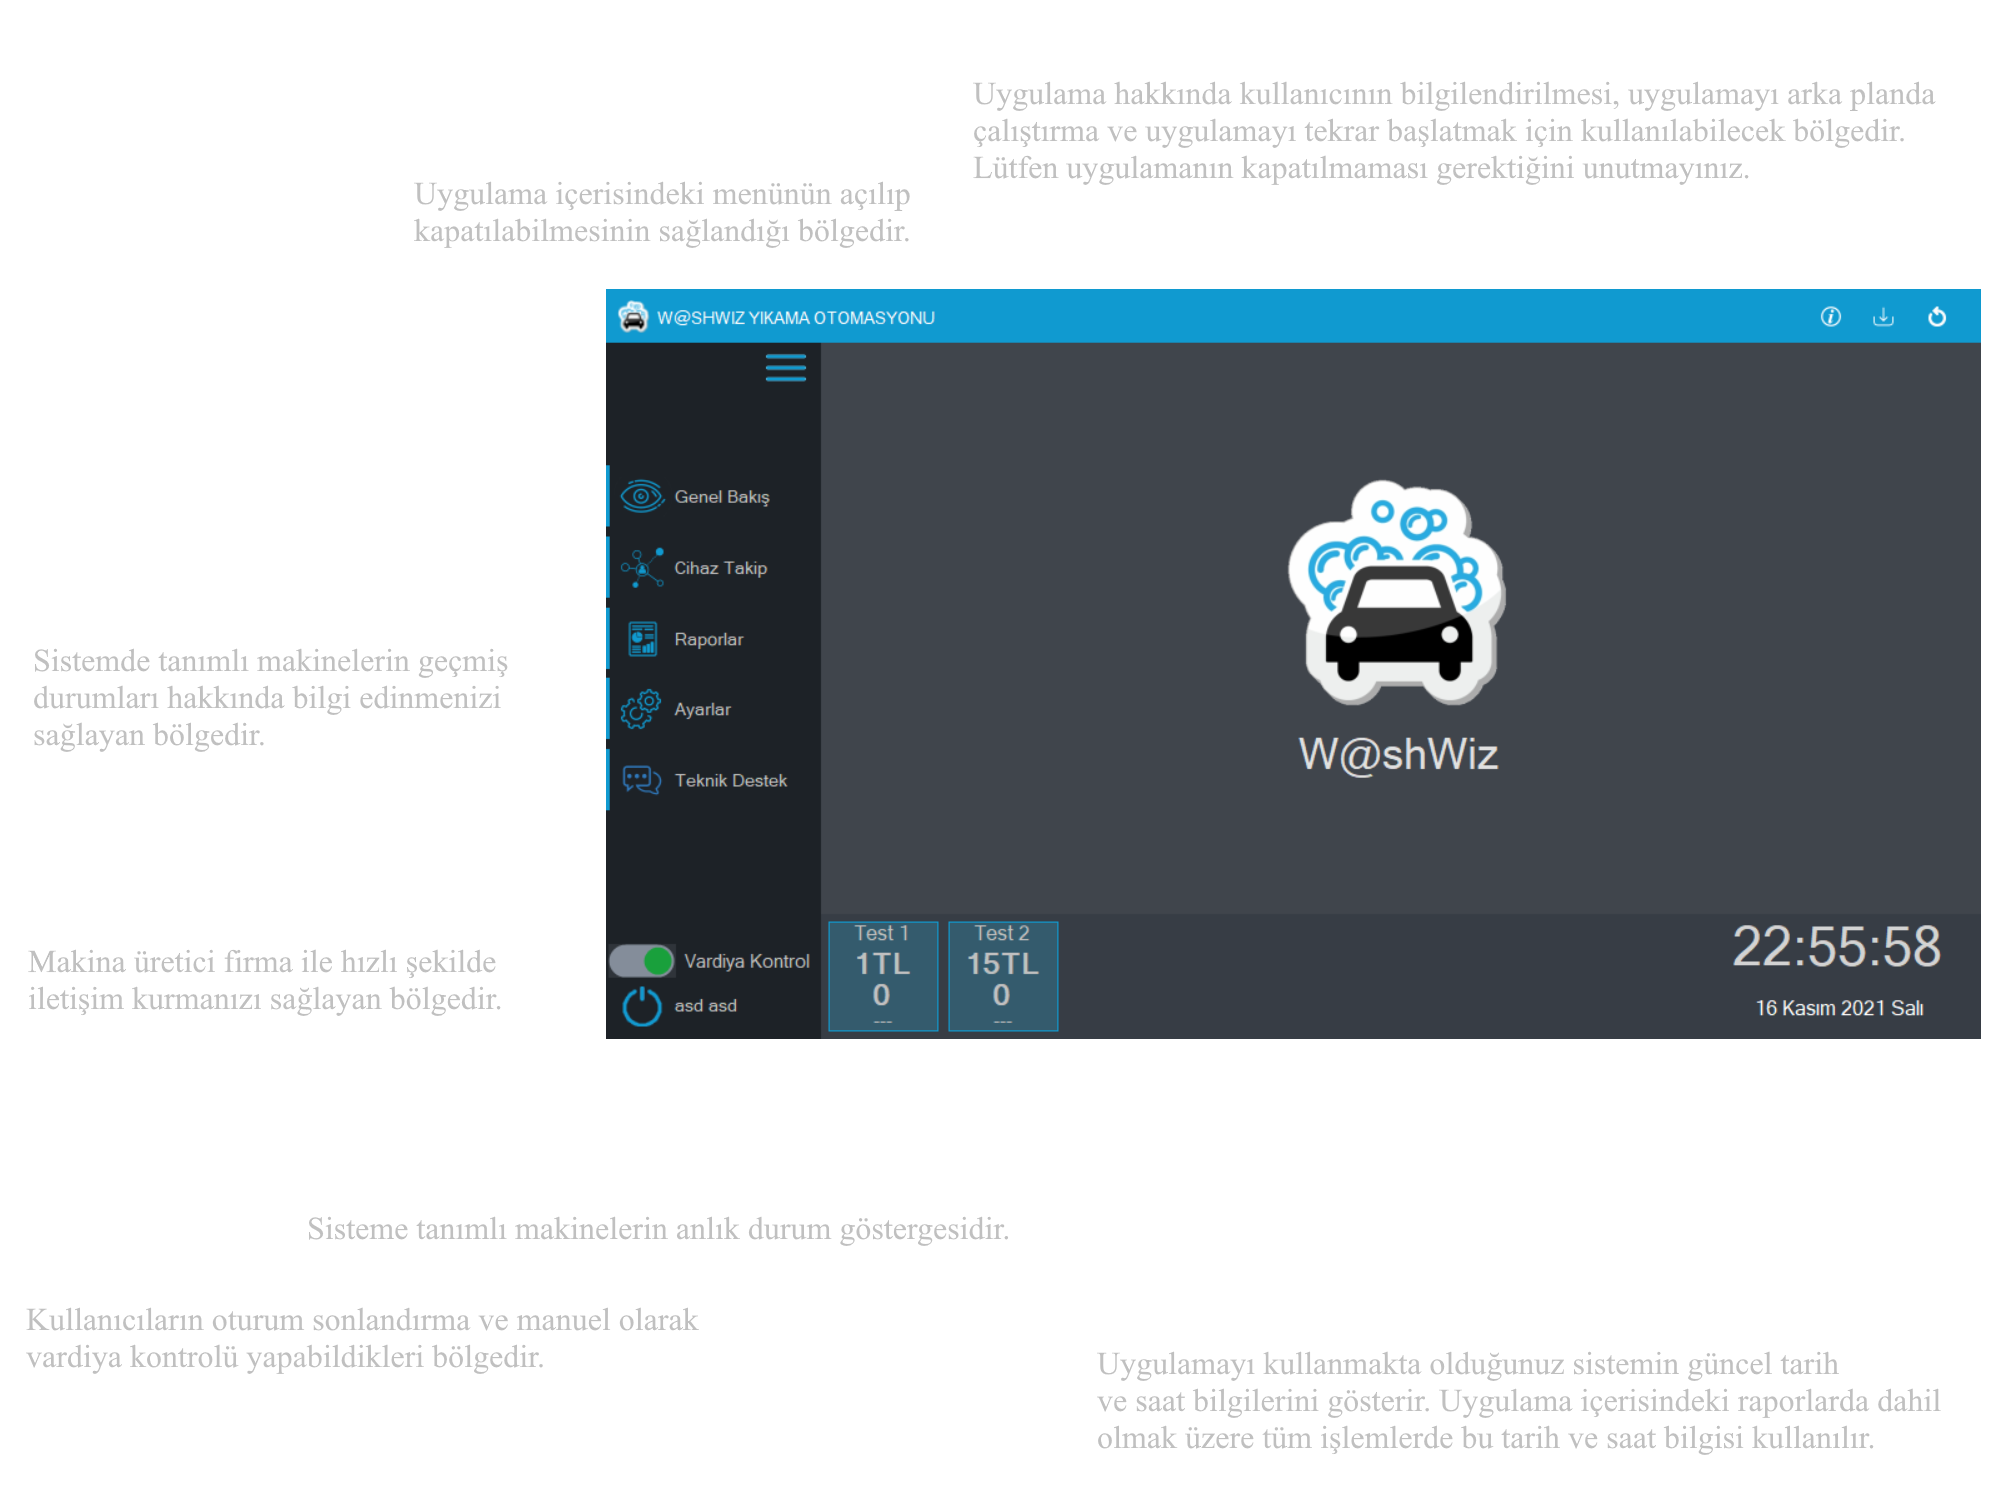 Uygulama hakkında kullanıcının bilgilendirilmesi, uygulamayı arka planda
çalıştırma ve uygulamayı tekrar başlatmak için kullanılabilecek bölgedir.
Lütfen uygulamanın kapatılmaması gerektiğini unutmayınız.
Uygulama içerisindeki menünün açılıp
kapatılabilmesinin sağlandığı bölgedir.
W@SHWIZ YIKAMA OTOMASYONU
Genel Bakış
Cihaz Takip
Raporlar
Ayarlar
Teknik Destek
W@shWiz
Sistemde tanımlı makinelerin geçmiş
durumları hakkında bilgi edinmenizi
sağlayan bölgedir.
Makina üretici firma ile hızlı şekilde
iletişim kurmanızı sağlayan bölgedir.
Vardiya Kontrol
asd asd
Test 1
1TL
0
---
Test 2
15TL
0
---
22:55:58
16 Kasım 2021 Salı
Sisteme tanımlı makinelerin anlık durum göstergesidir.
Kullanıcıların oturum sonlandırma ve manuel olarak
vardiya kontrolü yapabildikleri bölgedir.
Uygulamayı kullanmakta olduğunuz sistemin güncel tarih
ve saat bilgilerini gösterir. Uygulama içerisindeki raporlarda dahil
olmak üzere tüm işlemlerde bu tarih ve saat bilgisi kullanılır.